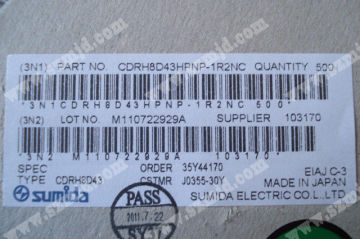 (3N1) PART NO. CDRH8D43HPNP-1R2NC QUANTITY 500
*3N1CDRH8D43HPNP-1R2NC 500*
(3N2) LOT NO. M110722929A SUPPLIER 103170
*3N2 M110722929A 103170*
SPEC ORDER 35Y44170 EIAJ C-3
TYPE CDRH8D43 CSTMR J0355-30Y MADE IN JAPAN
sumida PASS SUMIDA ELECTRIC CO.,LTD.
2011.7.22